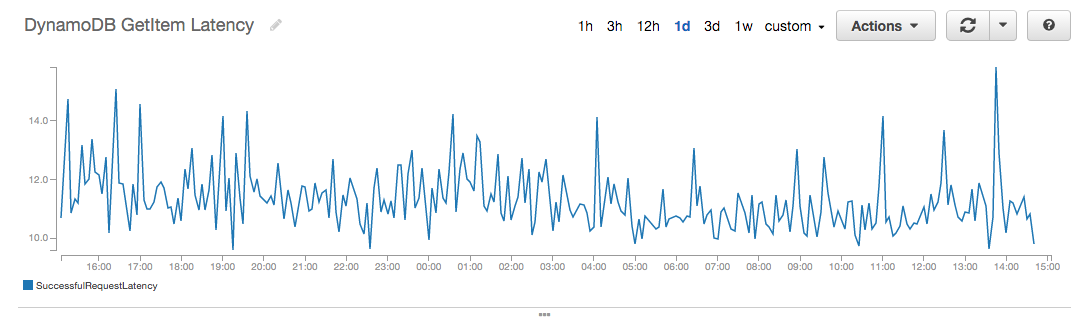 DynamoDB GetItem Latency
1h 3h 12h 1d 3d 1w custom Actions ?
14.0
12.0
10.0
16:00 17:00 18:00 19:00 20:00 21:00 22:00 23:00 00:00 01:00 02:00 03:00 04:00 05:00 06:00 07:00 08:00 09:00 10:00 11:00 12:00 13:00 14:00 15:00
SuccessfulRequestLatency